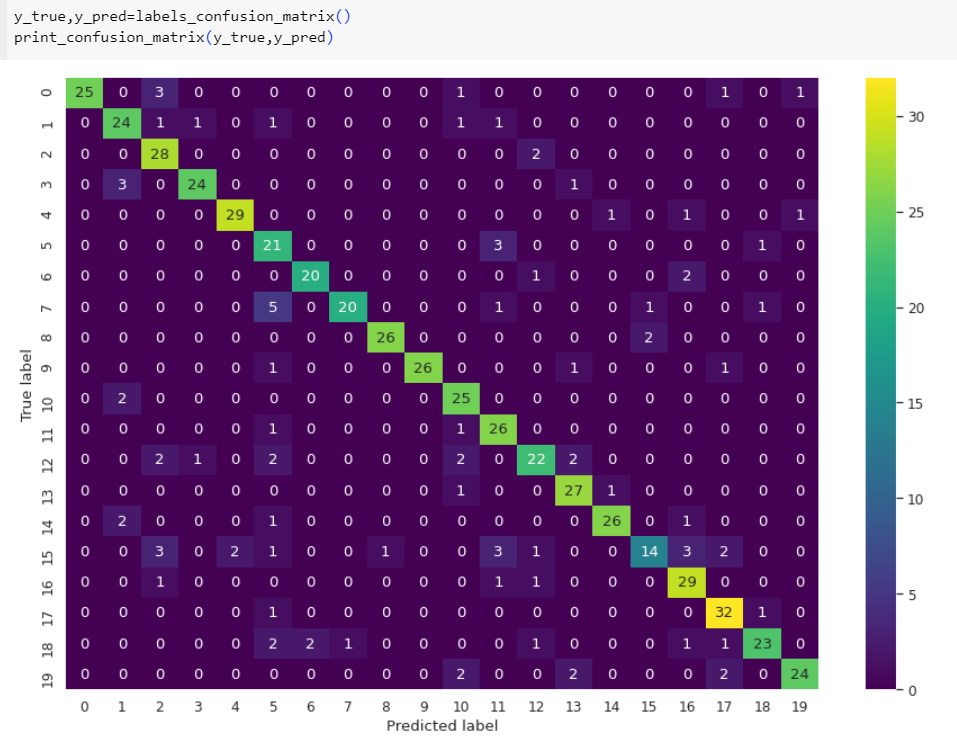 y_true,y_pred=labels_confusion_matrix()
print_confusion_matrix(y_true,y_pred)
0 25 0 3 0 0 0 0 0 0 0 1 0 0 0 0 0 0 1 0 1
1 0 24 1 1 0 1 0 0 0 0 1 1 0 0 0 0 0 0 0 0
2 0 0 28 0 0 0 0 0 0 0 0 0 2 0 0 0 0 0 0 0
3 0 3 0 24 0 0 0 0 0 0 0 0 0 1 0 0 0 0 0 0
4 0 0 0 0 29 0 0 0 0 0 0 0 0 0 1 0 1 0 0 1
5 0 0 0 0 0 21 0 0 0 0 0 3 0 0 0 0 0 0 1 0
6 0 0 0 0 0 0 20 0 0 0 0 0 1 0 0 0 2 0 0 0
7 0 0 0 0 0 5 0 20 0 0 0 1 0 0 0 1 0 0 1 0
8 0 0 0 0 0 0 0 0 26 0 0 0 0 0 0 2 0 0 0 0
9 0 0 0 0 0 1 0 0 0 26 0 0 0 1 0 0 0 1 0 0
10 0 2 0 0 0 0 0 0 0 0 25 0 0 0 0 0 0 0 0 0
11 0 0 0 0 0 1 0 0 0 0 1 26 0 0 0 0 0 0 0 0
12 0 0 2 1 0 2 0 0 0 0 2 0 22 2 0 0 0 0 0 0
13 0 0 0 0 0 0 0 0 0 0 1 0 0 27 1 0 0 0 0 0
14 0 2 0 0 0 1 0 0 0 0 0 0 0 0 26 0 1 0 0 0
15 0 0 3 0 2 1 0 0 1 0 0 3 1 0 0 14 3 2 0 0
16 0 0 1 0 0 0 0 0 0 0 0 1 1 0 0 0 29 0 0 0
17 0 0 0 0 0 1 0 0 0 0 0 0 0 0 0 0 0 32 1 0
18 0 0 0 0 0 2 2 1 0 0 0 0 1 0 0 0 1 1 23 0
19 0 0 0 0 0 0 0 0 0 0 2 0 0 2 0 0 0 2 0 24
0 1 2 3 4 5 6 7 8 9 10 11 12 13 14 15 16 17 18 19
Predicted label
True label
30
25
20
15
10
5
0